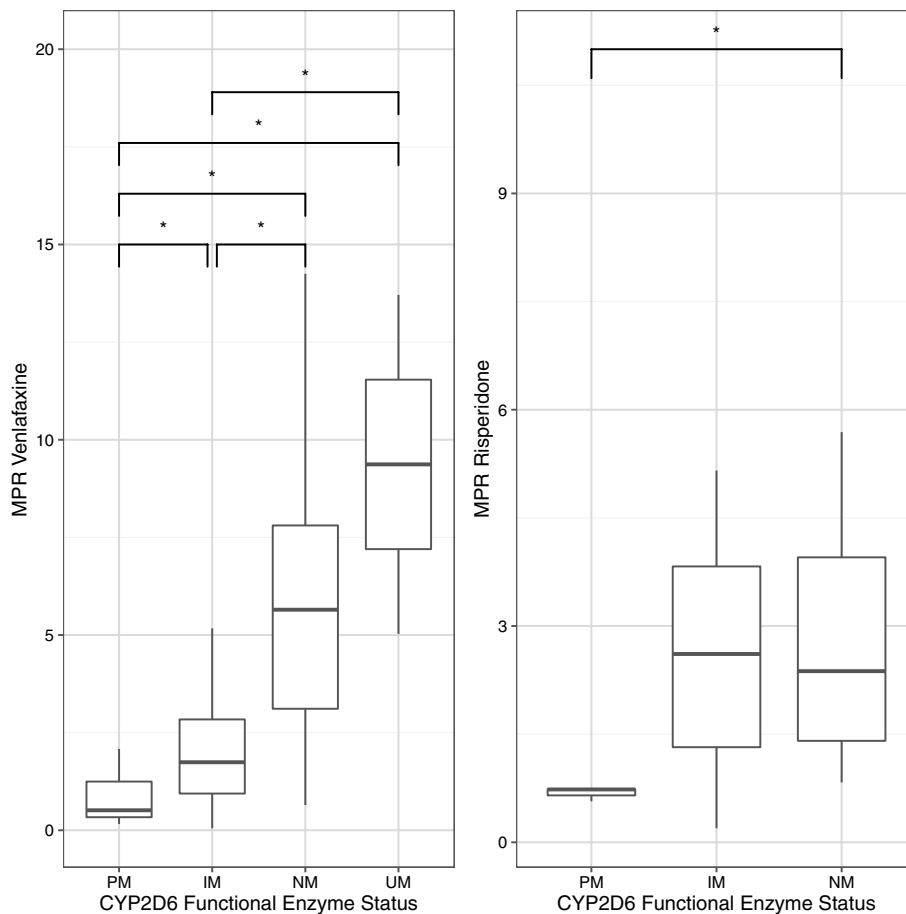 20
15
10
5
0
MPR Venlafaxine
*
*
*
*
*
PM
IM
NM
UM
CYP2D6 Functional Enzyme Status
9
6
3
0
MPR Risperidone
*
PM
IM
NM
CYP2D6 Functional Enzyme Status